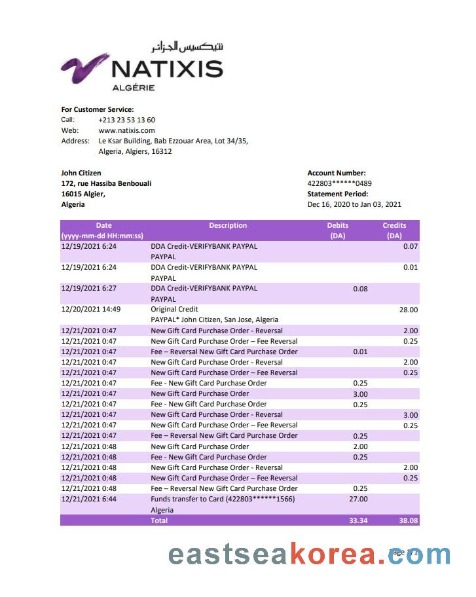 ناتيكسيس الجزائر
NATIXIS
ALGÉRIE
For Customer Service:
Call: +213 23 53 13 60
Web: www.natixis.com
Address: Le Ksar Building, Bab Ezzouar Area, Lot 34/35,
Algeria, Algiers, 16312
John Citizen Account Number:
172, rue Hassiba Benbouali 422803******0489
16015 Algier, Statement Period:
Algeria Dec 16, 2020 to Jan 03, 2021
Date Description Debits Credits
(yyyy-mm-dd HH:mm:ss) (DA) (DA)
12/19/2021 6:24 DDA Credit-VERIFYBANK PAYPAL 0.07
PAYPAL
12/19/2021 6:24 DDA Credit-VERIFYBANK PAYPAL 0.01
PAYPAL
12/19/2021 6:27 DDA Credit-VERIFYBANK PAYPAL 0.08
PAYPAL
12/20/2021 14:49 Original Credit 28.00
PAYPAL* John Citizen, San Jose, Algeria
12/21/2021 0:47 New Gift Card Purchase Order - Reversal 2.00
12/21/2021 0:47 New Gift Card Purchase Order – Fee Reversal 0.25
12/21/2021 0:47 Fee – Reversal New Gift Card Purchase Order 0.01
12/21/2021 0:47 New Gift Card Purchase Order - Reversal 2.00
12/21/2021 0:47 New Gift Card Purchase Order – Fee Reversal 0.25
12/21/2021 0:47 Fee - New Gift Card Purchase Order 0.25
12/21/2021 0:47 New Gift Card Purchase Order 3.00
12/21/2021 0:47 Fee - New Gift Card Purchase Order 0.25
12/21/2021 0:47 New Gift Card Purchase Order - Reversal 3.00
12/21/2021 0:47 New Gift Card Purchase Order – Fee Reversal 0.25
12/21/2021 0:47 Fee – Reversal New Gift Card Purchase Order 0.25
12/21/2021 0:48 New Gift Card Purchase Order 2.00
12/21/2021 0:48 Fee - New Gift Card Purchase Order 0.25
12/21/2021 0:48 New Gift Card Purchase Order - Reversal 2.00
12/21/2021 0:48 New Gift Card Purchase Order – Fee Reversal 0.25
12/21/2021 0:48 Fee – Reversal New Gift Card Purchase Order 0.25
12/21/2021 6:44 Funds transfer to Card (422803******1566) 27.00
Algeria
Total 33.34 38.08
eastseakorea.com